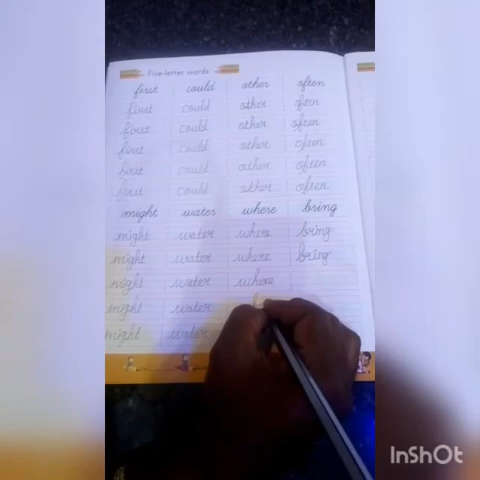 Five-letter words
first could other often
first could other often
first could other often
first could other often
first could other often
first could other often
might water where bring
might water where bring
might water where bring
might water where
might water
might water
InShOt